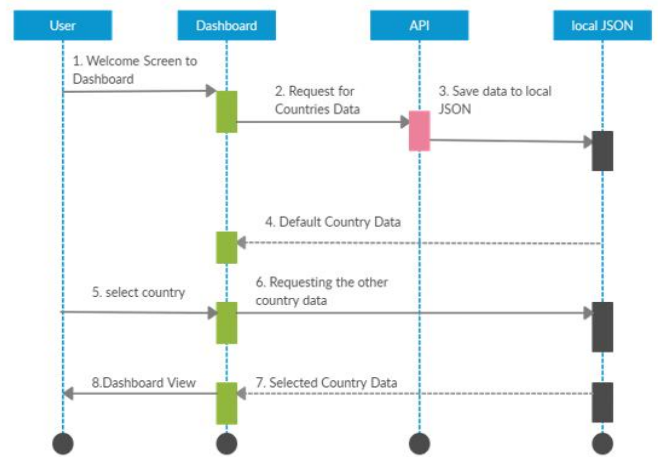 User
Dashboard
API
local JSON
1. Welcome Screen to
Dashboard
2. Request for
Countries Data
3. Save data to local
JSON
4. Default Country Data
5. select country
6. Requesting the other
country data
7. Selected Country Data
8.Dashboard View